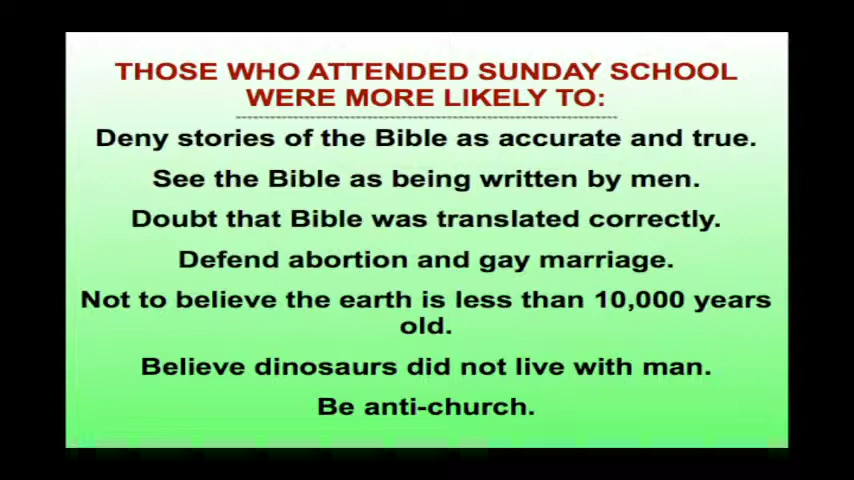 THOSE WHO ATTENDED SUNDAY SCHOOL
WERE MORE LIKELY TO:
Deny stories of the Bible as accurate and true.
See the Bible as being written by men.
Doubt that Bible was translated correctly.
Defend abortion and gay marriage.
Not to believe the earth is less than 10,000 years
old.
Believe dinosaurs did not live with man.
Be anti-church.